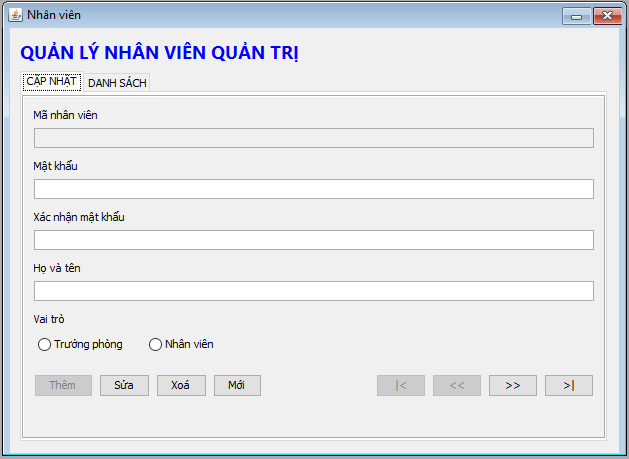 Nhân viên
QUẢN LÝ NHÂN VIÊN QUẢN TRỊ
CẬP NHẬT DANH SÁCH
Mã nhân viên
Mật khẩu
Xác nhận mật khẩu
Họ và tên
Vai trò
Trưởng phòng Nhân viên
Thêm Sửa Xoá Mới |< << >> >|